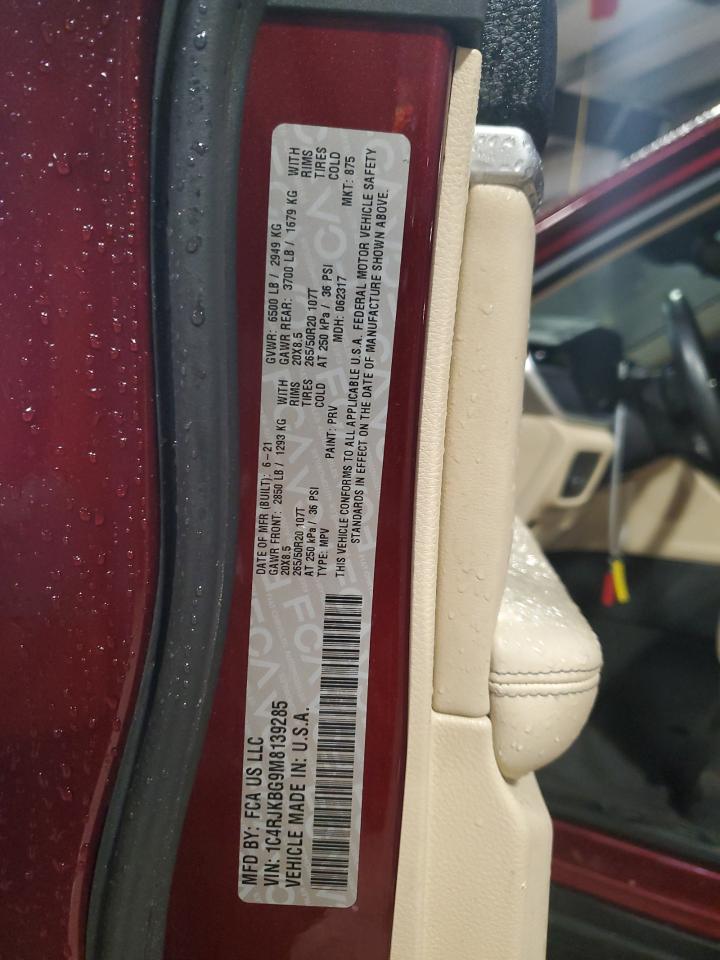 MFD BY: FCA US LLC
VIN: 1C4RJKBG9M8139285
VEHICLE MADE IN: U.S.A.
DATE OF MFR (BUILT): 6-21 GVWR: 6500 LB / 2949 KG
GAWR FRONT: 2850 LB / 1293 KG WITH GAWR REAR: 3700 LB / 1679 KG WITH
20X8.5 RIMS 20X8.5 RIMS
265/50R20 107T TIRES 265/50R20 107T TIRES
AT 250 kPa / 36 PSI COLD AT 250 kPa / 36 PSI COLD
TYPE: MPV PAINT: PRV MDH: 062317 MKT: 875
THIS VEHICLE CONFORMS TO ALL APPLICABLE U.S.A. FEDERAL MOTOR VEHICLE SAFETY
STANDARDS IN EFFECT ON THE DATE OF MANUFACTURE SHOWN ABOVE.